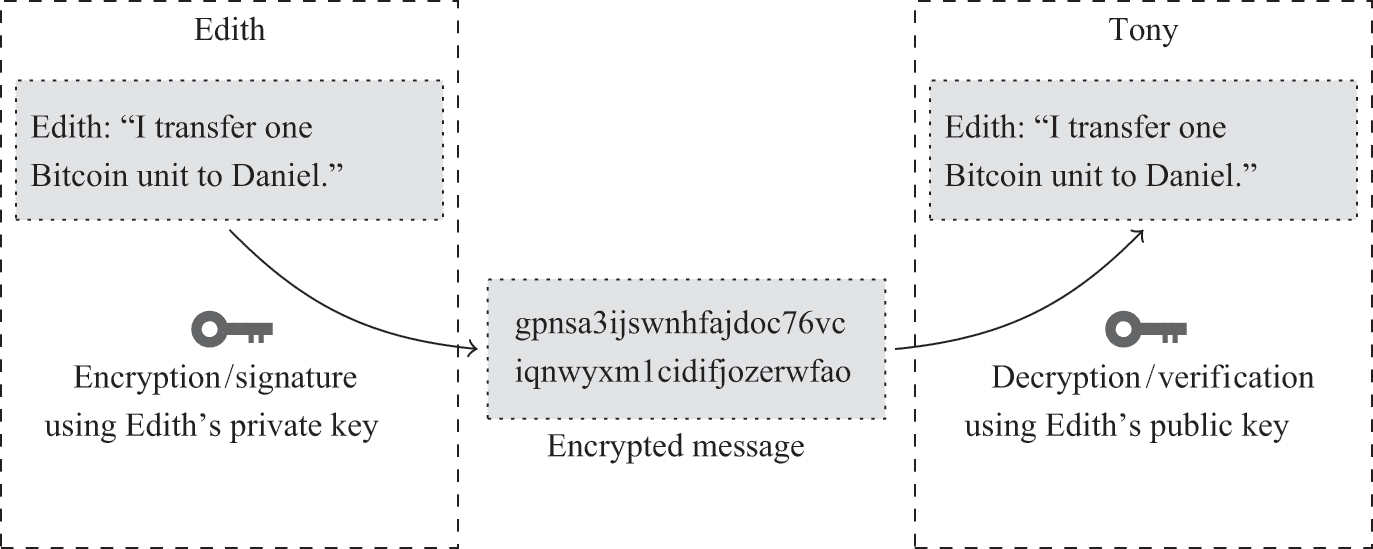 Edith
Edith: “I transfer one
Bitcoin unit to Daniel.”
Encryption/signature
using Edith’s private key
gpnsa3ijswnhfajdoc76vc
iqnwyxm1cidifjozerwfao
Encrypted message
Tony
Edith: “I transfer one
Bitcoin unit to Daniel.”
Decryption/verification
using Edith’s public key